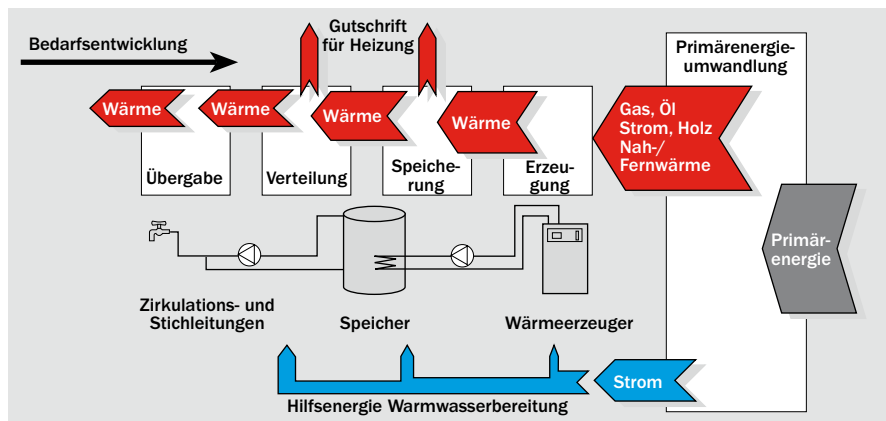 Bedarfsentwicklung
Gutschrift
für Heizung
Primärenergie-
umwandlung
Wärme
Wärme
Wärme
Wärme
Gas, Öl
Strom, Holz
Nah-/
Fernwärme
Übergabe
Verteilung
Speiche-
rung
Erzeu-
gung
Primär-
energie
Zirkulations- und
Stichleitungen
Speicher
Wärmeerzeuger
Strom
Hilfsenergie Warmwasserbereitung